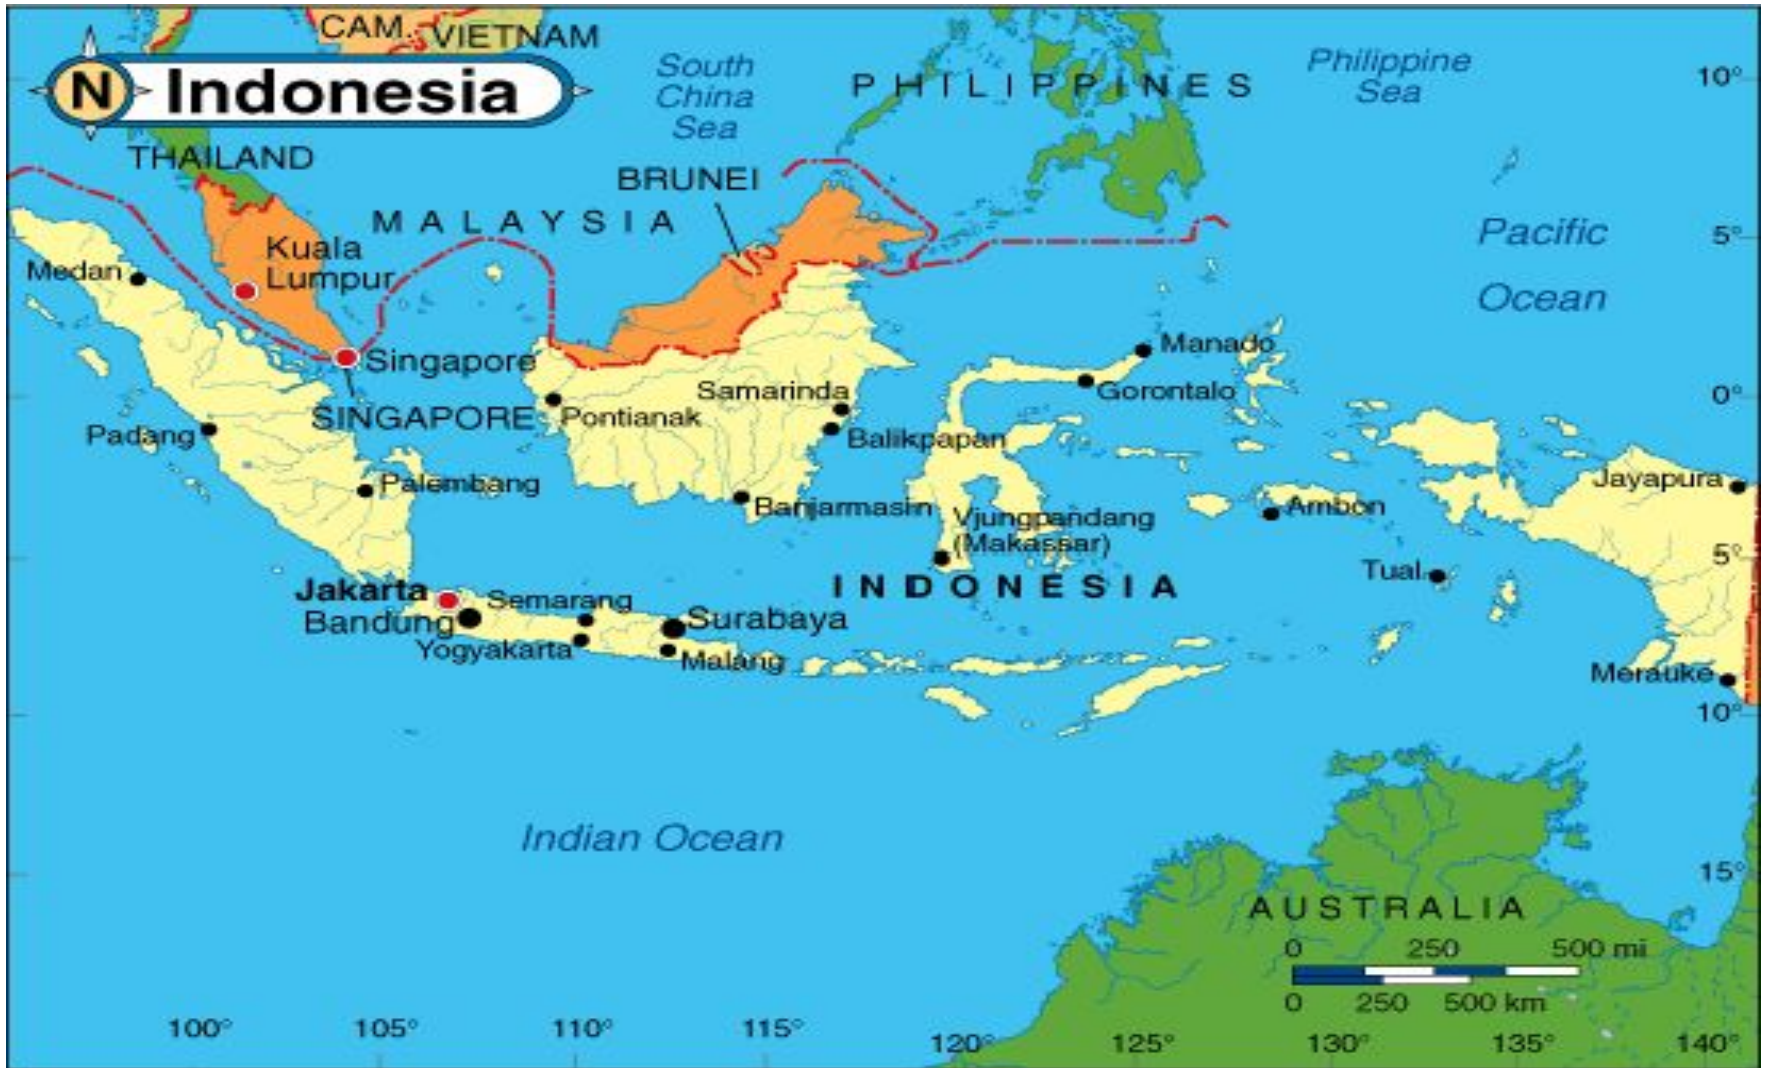 CAM.
VIETNAM
N
Indonesia
South
China
Sea
PHILIPPINES
Philippine
Sea
10°
THAILAND
BRUNEI
MALAYSIA
Pacific
Ocean
5°
Kuala
Lumpur
Medan
Singapore
SINGAPORE
Manado
Gorontalo
0°
Samarinda
Pontianak
Balikpapan
Padang
Palembang
Banjarmasin
Vjungpandang
(Makassar)
Ambon
Jayapura
5°
Tual
INDONESIA
Jakarta
Bandung
Semarang
Surabaya
Yogyakarta
Malang
Merauke
10°
Indian Ocean
15°
AUSTRALIA
0 250 500 mi
0 250 500 km
100° 105° 110° 115° 120° 125° 130° 135° 140°